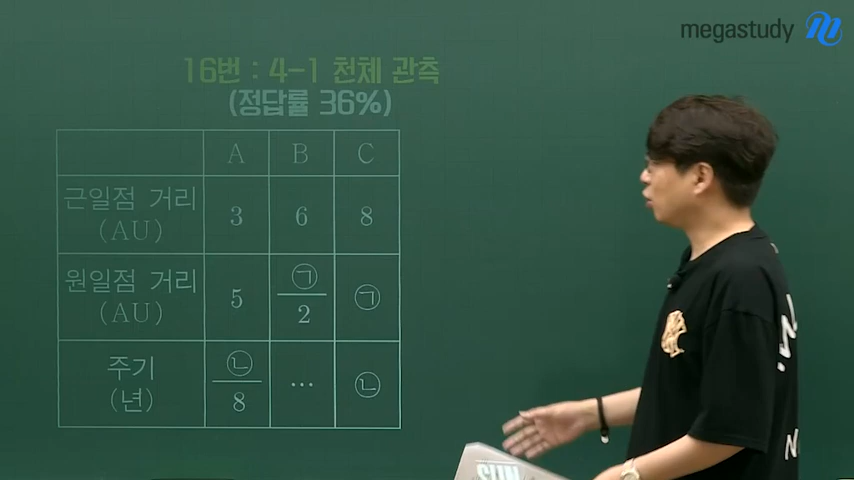 megastudy
16번 : 4-1 천체 관측
(정답률 36%)
A B C
근일점 거리 (AU) 3 6 8
원일점 거리 (AU) 5 ㉠/2 ㉠
주기 (년) ㉡/8 … ㉡
SUN